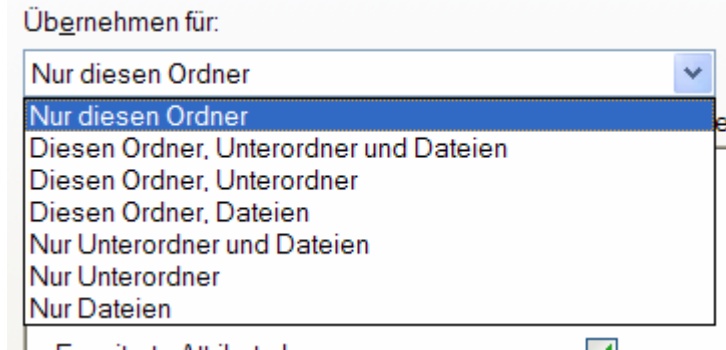 Übernehmen für:
Nur diesen Ordner
Nur diesen Ordner
Diesen Ordner, Unterordner und Dateien
Diesen Ordner, Unterordner
Diesen Ordner, Dateien
Nur Unterordner und Dateien
Nur Unterordner
Nur Dateien